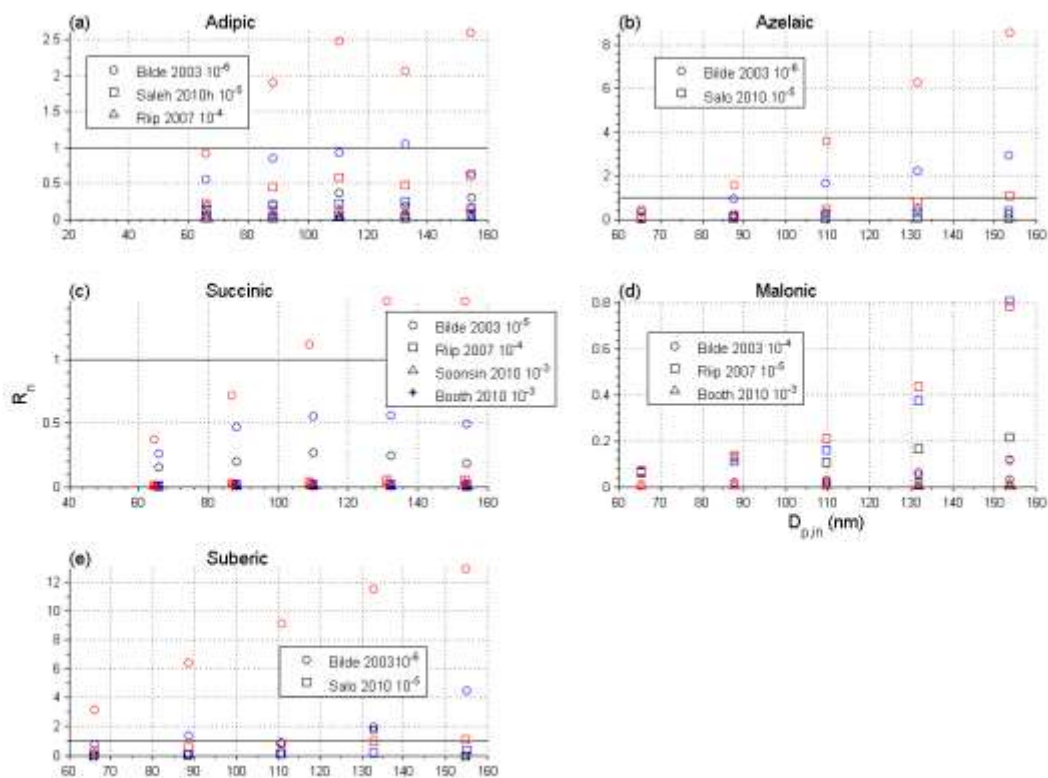 (a) Adipic
2.5
2
1.5
1
0.5
0
20 40 60 80 100 120 140 160
Bilde 2003 10-6
Saleh 2010h 10-5
Riip 2007 10-4
(b) Azelaic
8
6
4
2
0
60 70 80 90 100 110 120 130 140 150 160
Bilde 2003 10-6
Salo 2010 10-5
(c) Succinic
1
0.5
0
40 60 80 100 120 140 160
Rn
Bilde 2003 10-5
Riip 2007 10-4
Soonsin 2010 10-3
Booth 2010 10-3
(d) Malonic
0.8
0.6
0.4
0.2
0
60 70 80 90 100 110 120 130 140 150 160
Dp,in (nm)
Bilde 2003 10-4
Riip 2007 10-5
Booth 2010 10-3
(e) Suberic
12
10
8
6
4
2
0
60 70 80 90 100 110 120 130 140 150 160
Bilde 200310-6
Salo 2010 10-5